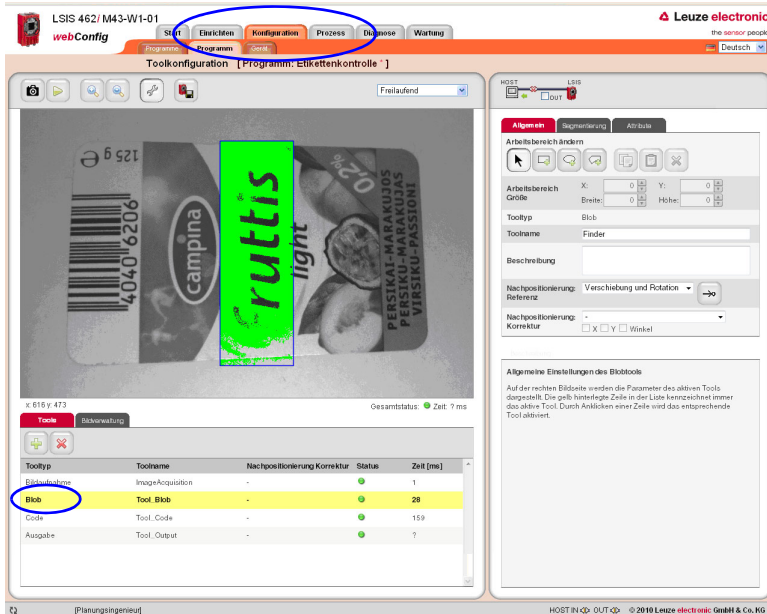 LSIS 462/ M43-W1-01
webConfig
Leuze electronic
the sensor people
Start Einrichten Konfiguration Prozess Diagnose Wartung
Programme Programm Gerät
Deutsch
Toolkonfiguration [ Programm: Etikettenkontrolle * ]
Freilaufend
HOST LSIS
OUT
125 g e
4040 6206
campina
Fruttis
light
0,2%
PERSIKAI-MARAKUJOS
PERSIKU-MARAKUJAS
VIRSIKU-PASSIONI
x: 616 y: 473
Gesamtstatus: Zeit: ? ms
Tools Bildverwaltung
Tooltyp Toolname Nachpositionierung Korrektur Status Zeit [ms]
Bildaufnahme ImageAcquisition - 1
Blob Tool_Blob - 28
Code Tool_Code - 159
Ausgabe Tool_Output - ?
Allgemein Segmentierung Attribute
Arbeitsbereich ändern
Arbeitsbereich X: 0 Y: 0
Größe Breite: 0 Höhe: 0
Tooltyp Blob
Toolname Finder
Beschreibung
Nachpositionierung: Verschiebung und Rotation
Referenz
Nachpositionierung: -
Korrektur X Y Winkel
Allgemeine Einstellungen des Blobtools
Auf der rechten Bildseite werden die Parameter des aktiven Tools
dargestellt. Die gelb hinterlegte Zeile in der Liste kennzeichnet immer
das aktive Tool. Durch Anklicken einer Zeile wird das entsprechende
Tool aktiviert.
[Planungsingenieur]
HOST IN OUT © 2010 Leuze electronic GmbH & Co. KG